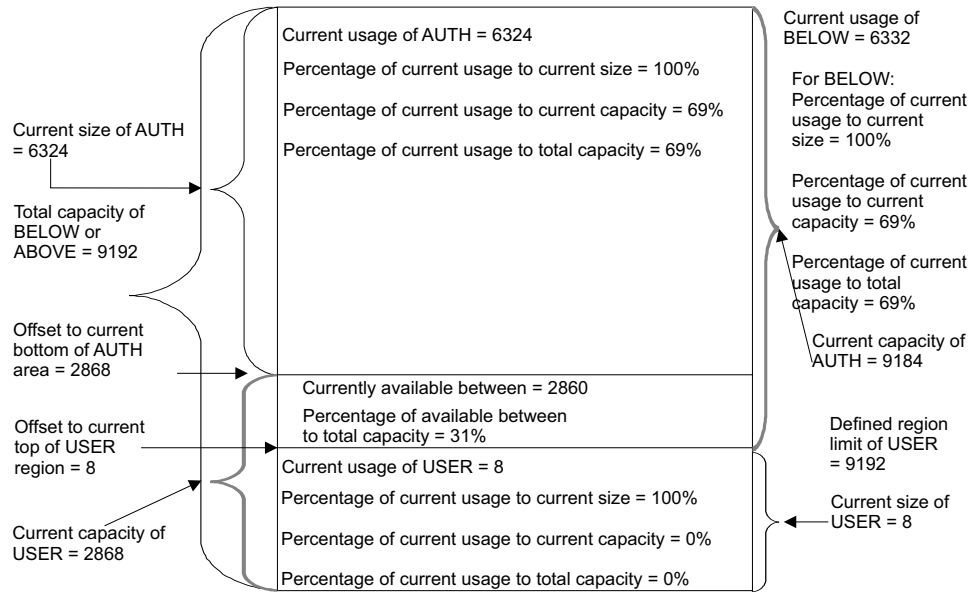 Current size of AUTH
= 6324
Total capacity of
BELOW or
ABOVE = 9192
Offset to current
bottom of AUTH
area = 2868
Offset to current
top of USER
region = 8
Current capacity of
USER = 2868
Current usage of AUTH = 6324
Percentage of current usage to current size = 100%
Percentage of current usage to current capacity = 69%
Percentage of current usage to total capacity = 69%
Currently available between = 2860
Percentage of available between
to total capacity = 31%
Current usage of USER = 8
Percentage of current usage to current size = 100%
Percentage of current usage to current capacity = 0%
Percentage of current usage to total capacity = 0%
Current usage of
BELOW = 6332
For BELOW:
Percentage of current
usage to current
size = 100%
Percentage of current
usage to current
capacity = 69%
Percentage of current
usage to total
capacity = 69%
Current capacity of
AUTH = 9184
Defined region
limit of USER
= 9192
Current size of
USER = 8